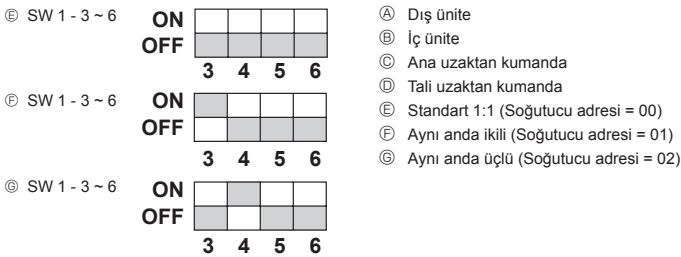 Ⓔ SW 1 - 3 ~ 6
ON
OFF
3 4 5 6
Ⓕ SW 1 - 3 ~ 6
ON
OFF
3 4 5 6
Ⓖ SW 1 - 3 ~ 6
ON
OFF
3 4 5 6
Ⓐ Dış ünite
Ⓑ İç ünite
Ⓒ Ana uzaktan kumanda
Ⓓ Tali uzaktan kumanda
Ⓔ Standart 1:1 (Soğutucu adresi = 00)
Ⓕ Aynı anda ikili (Soğutucu adresi = 01)
Ⓖ Aynı anda üçlü (Soğutucu adresi = 02)